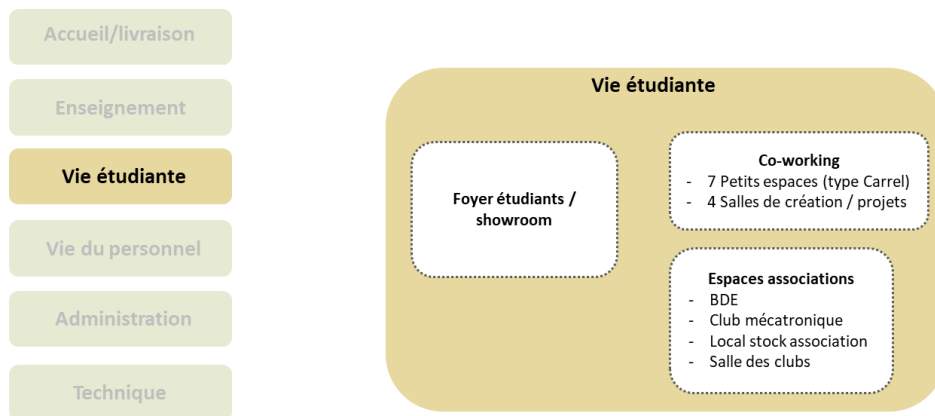 Accueil/livraison
Enseignement
Vie étudiante
Vie du personnel
Administration
Technique
Vie étudiante
Foyer étudiants /
showroom
Co-working
- 7 Petits espaces (type Carrel)
- 4 Salles de création / projets
Espaces associations
- BDE
- Club mécatronique
- Local stock association
- Salle des clubs